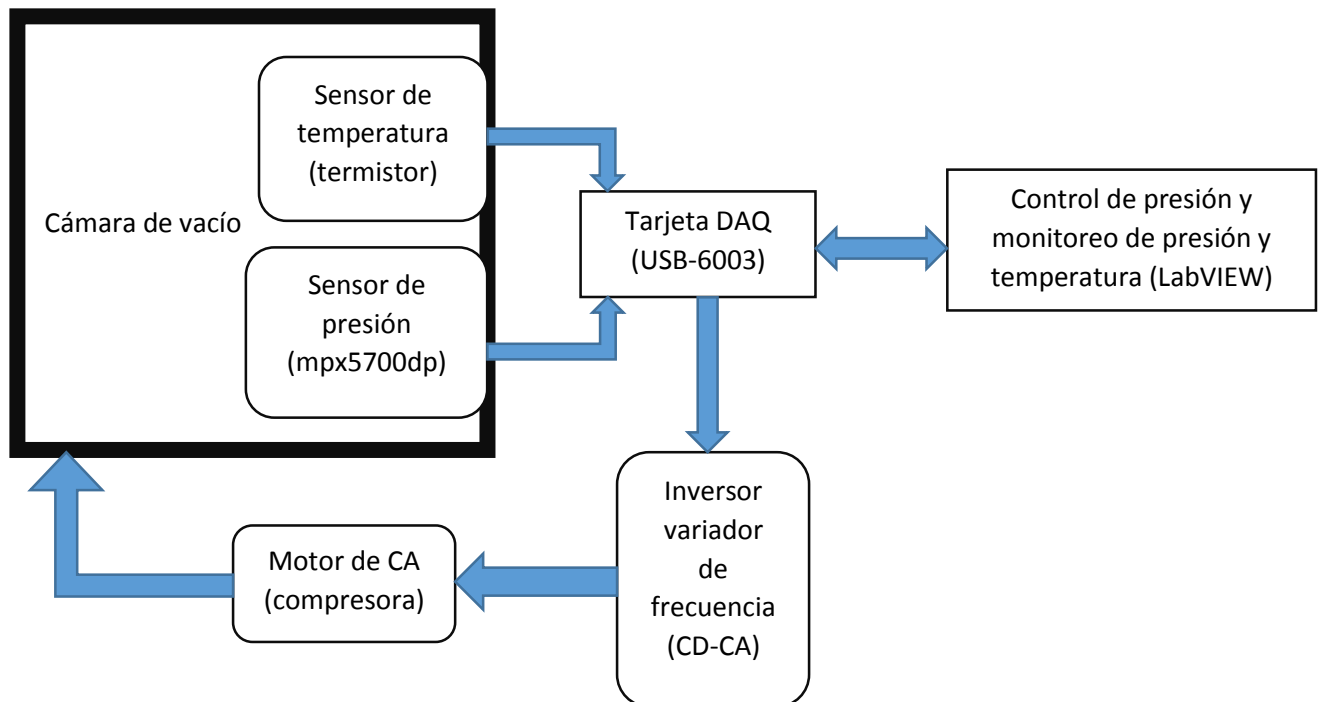 Cámara de vacío
Sensor de
temperatura
(termistor)
Sensor de
presión
(mpx5700dp)
Tarjeta DAQ
(USB-6003)
Control de presión y
monitoreo de presión y
temperatura (LabVIEW)
Inversor
variador
de
frecuencia
(CD-CA)
Motor de CA
(compresora)